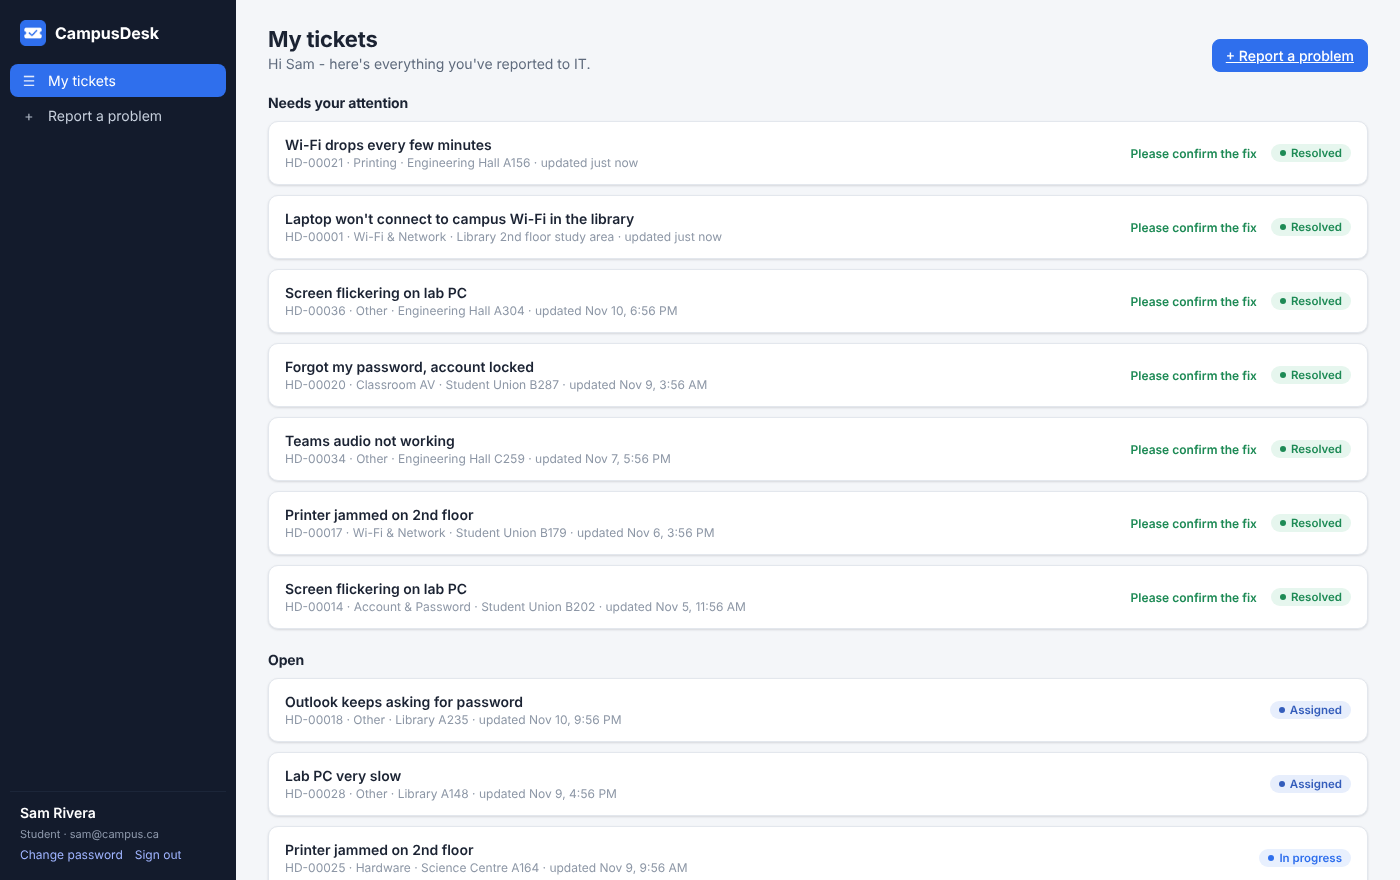 CampusDesk
☰ My tickets
+ Report a problem
My tickets
Hi Sam - here's everything you've reported to IT.
+ Report a problem
Needs your attention
Wi-Fi drops every few minutes
HD-00021 · Printing · Engineering Hall A156 · updated just now
Please confirm the fix
Resolved
Laptop won't connect to campus Wi-Fi in the library
HD-00001 · Wi-Fi & Network · Library 2nd floor study area · updated just now
Please confirm the fix
Resolved
Screen flickering on lab PC
HD-00036 · Other · Engineering Hall A304 · updated Nov 10, 6:56 PM
Please confirm the fix
Resolved
Forgot my password, account locked
HD-00020 · Classroom AV · Student Union B287 · updated Nov 9, 3:56 AM
Please confirm the fix
Resolved
Teams audio not working
HD-00034 · Other · Engineering Hall C259 · updated Nov 7, 5:56 PM
Please confirm the fix
Resolved
Printer jammed on 2nd floor
HD-00017 · Wi-Fi & Network · Student Union B179 · updated Nov 6, 3:56 PM
Please confirm the fix
Resolved
Screen flickering on lab PC
HD-00014 · Account & Password · Student Union B202 · updated Nov 5, 11:56 AM
Please confirm the fix
Resolved
Open
Outlook keeps asking for password
HD-00018 · Other · Library A235 · updated Nov 10, 9:56 PM
Assigned
Lab PC very slow
HD-00028 · Other · Library A148 · updated Nov 9, 4:56 PM
Assigned
Printer jammed on 2nd floor
HD-00025 · Hardware · Science Centre A164 · updated Nov 9, 9:56 AM
In progress
Sam Rivera
Student · sam@campus.ca
Change password Sign out